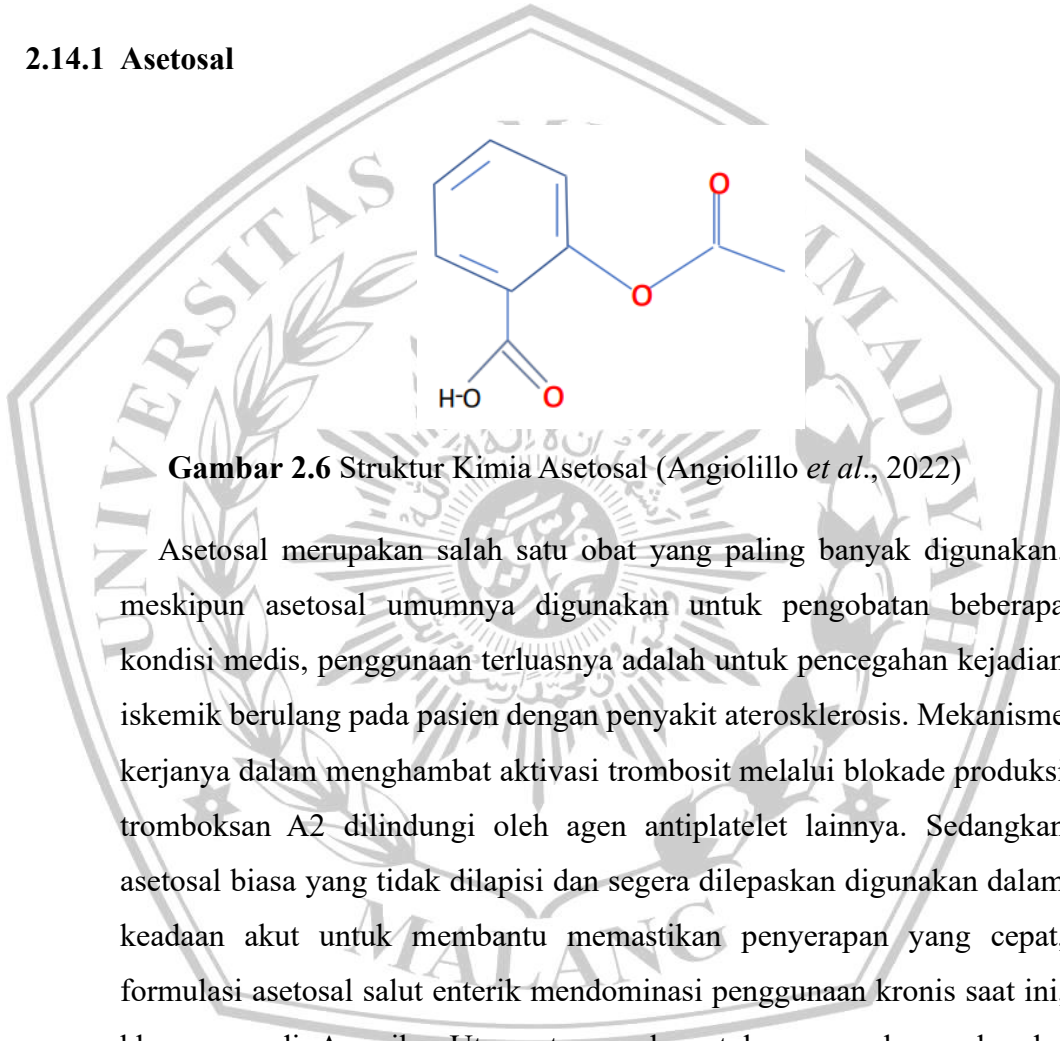 2.14.1 Asetosal
O
O
H-O
O
Gambar 2.6 Struktur Kimia Asetosal (Angiolillo et al., 2022)
Asetosal merupakan salah satu obat yang paling banyak digunakan,
meskipun asetosal umumnya digunakan untuk pengobatan beberapa
kondisi medis, penggunaan terluasnya adalah untuk pencegahan kejadian
iskemik berulang pada pasien dengan penyakit aterosklerosis. Mekanisme
kerjanya dalam menghambat aktivasi trombosit melalui blokade produksi
tromboksan A2 dilindungi oleh agen antiplatelet lainnya. Sedangkan
asetosal biasa yang tidak dilapisi dan segera dilepaskan digunakan dalam
keadaan akut untuk membantu memastikan penyerapan yang cepat,
formulasi asetosal salut enterik mendominasi penggunaan kronis saat ini,
UNIVERSITAS
MALANG